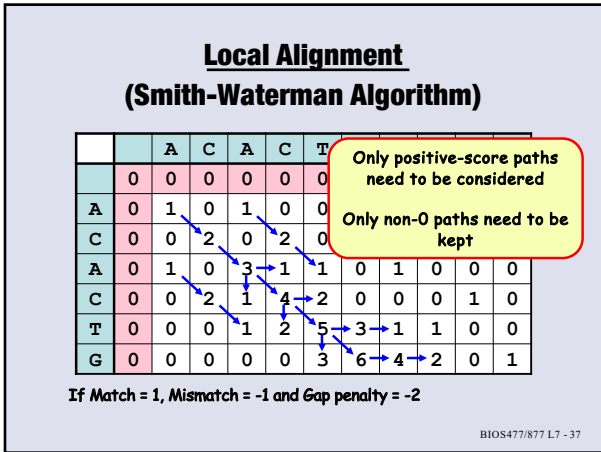 Local Alignment
(Smith-Waterman Algorithm)
A C A C T
Only positive-score paths
need to be considered
Only non-0 paths need to be
kept
0 0 0 0 0 0
A 0 1 0 1 0 0
C 0 0 2 0 2 0
A 0 1 0 3 1 1 0 1 0 0 0
C 0 0 2 1 4 2 0 0 0 1 0
T 0 0 0 1 2 5 3 1 1 0 0
G 0 0 0 0 0 3 6 4 2 0 1
If Match = 1, Mismatch = -1 and Gap penalty = -2
BIOS477/877 L7 - 37